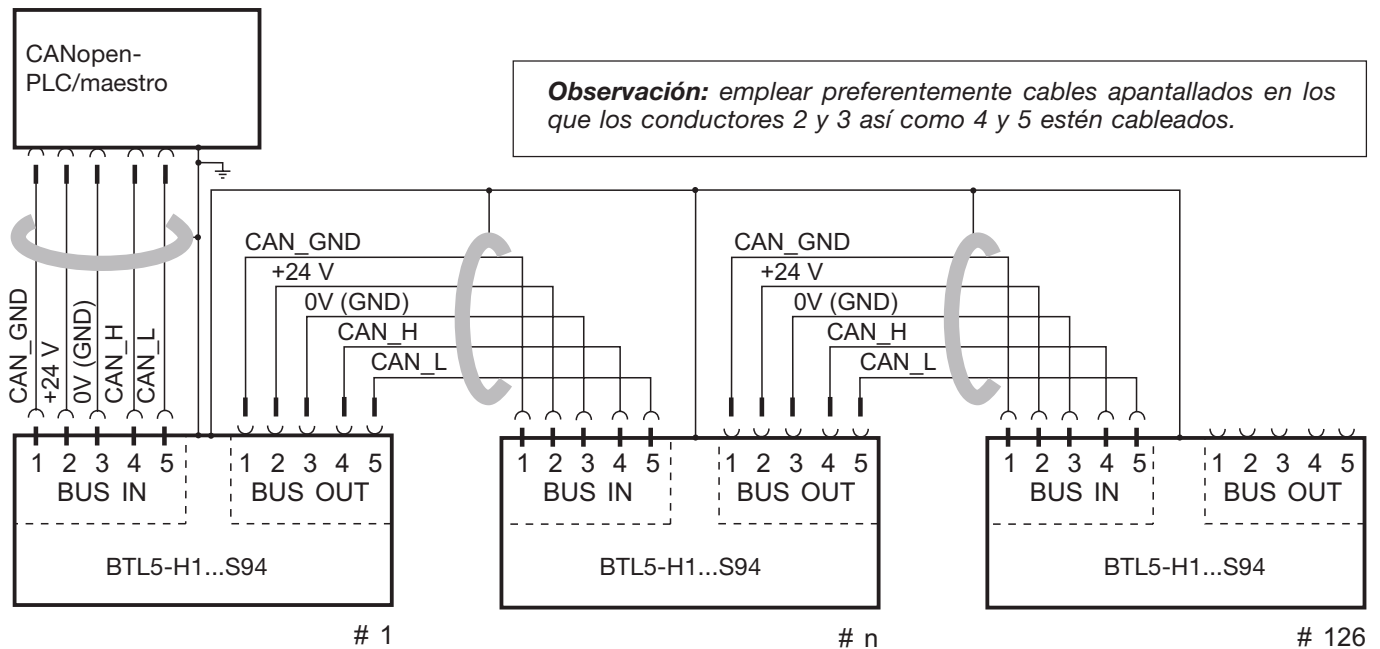 CANopen-
PLC/maestro
Observación: emplear preferentemente cables apantallados en los
que los conductores 2 y 3 así como 4 y 5 estén cableados.
CAN_GND
+24 V
0V (GND)
CAN_H
CAN_L
CAN_GND
+24 V
0V (GND)
CAN_H
CAN_L
CAN_GND
+24 V
0V (GND)
CAN_H
CAN_L
1 2 3 4 5
BUS IN
1 2 3 4 5
BUS OUT
BTL5-H1...S94
# 1
1 2 3 4 5
BUS IN
1 2 3 4 5
BUS OUT
BTL5-H1...S94
# n
1 2 3 4 5
BUS IN
1 2 3 4 5
BUS OUT
BTL5-H1...S94
# 126